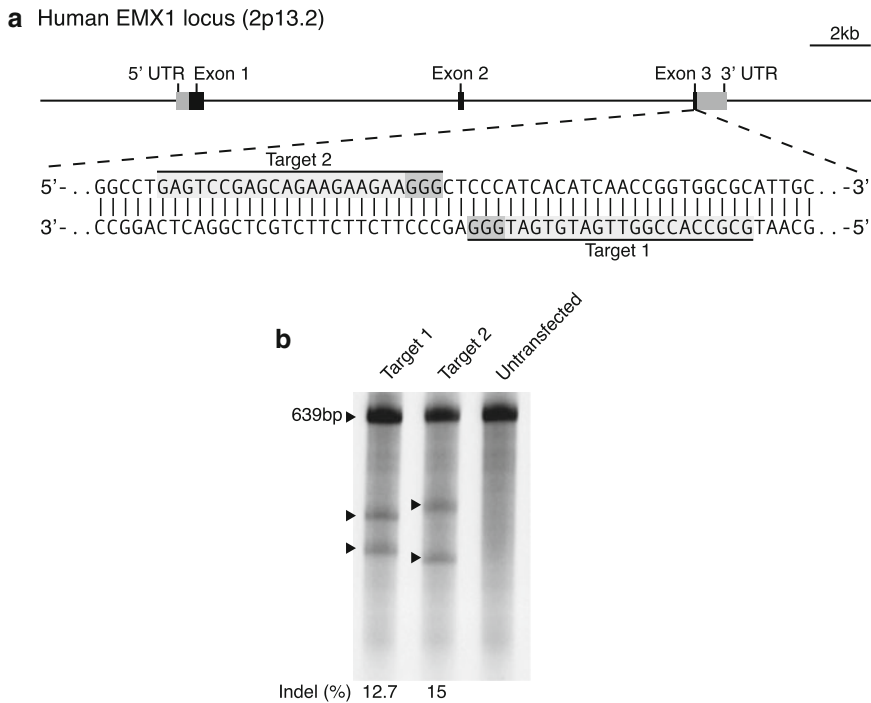 a Human EMX1 locus (2p13.2)
2kb
5’ UTR Exon 1 Exon 2 Exon 3 3’ UTR
Target 2
5’-..GGCCTGAGTCCGAGCAGAAGAAGAAGGGCTCCCATCACATCAACCGGTGGCGCATTGC..-3’
3’-..CCGGACTCAGGCTCGTCTTCTTCTTCCCGAGGGTAGTGTAGTTGGCCACCGCGTAACG..-5’
Target 1
b
Target 1 Target 2 Untransfected
639bp
Indel (%) 12.7 15